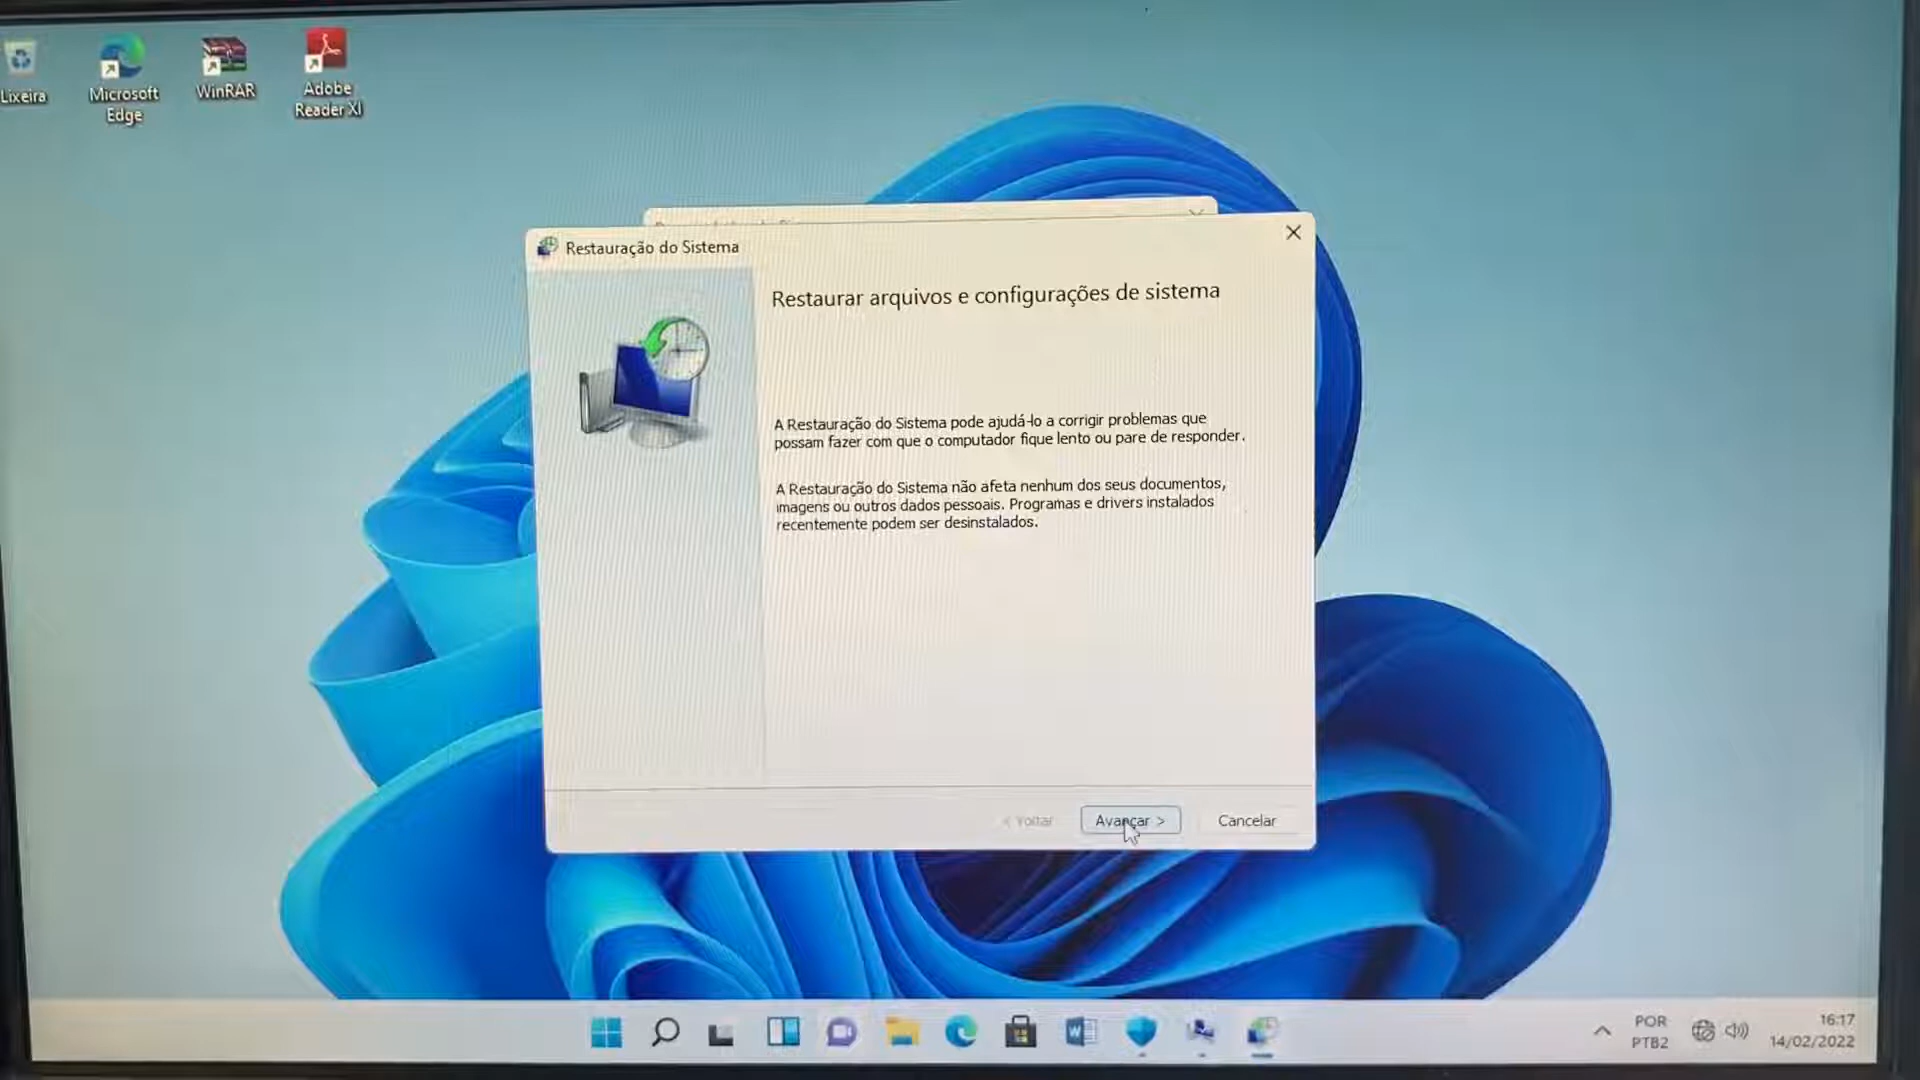 Lixeira
Microsoft
Edge
WinRAR
Adobe
Reader XI
Restauração do Sistema
Restaurar arquivos e configurações de sistema
A Restauração do Sistema pode ajudá-lo a corrigir problemas que
possam fazer com que o computador fique lento ou pare de responder.
A Restauração do Sistema não afeta nenhum dos seus documentos,
imagens ou outros dados pessoais. Programas e drivers instalados
recentemente podem ser desinstalados.
< Voltar
Avançar >
Cancelar
POR
PTB2
16:17
14/02/2022